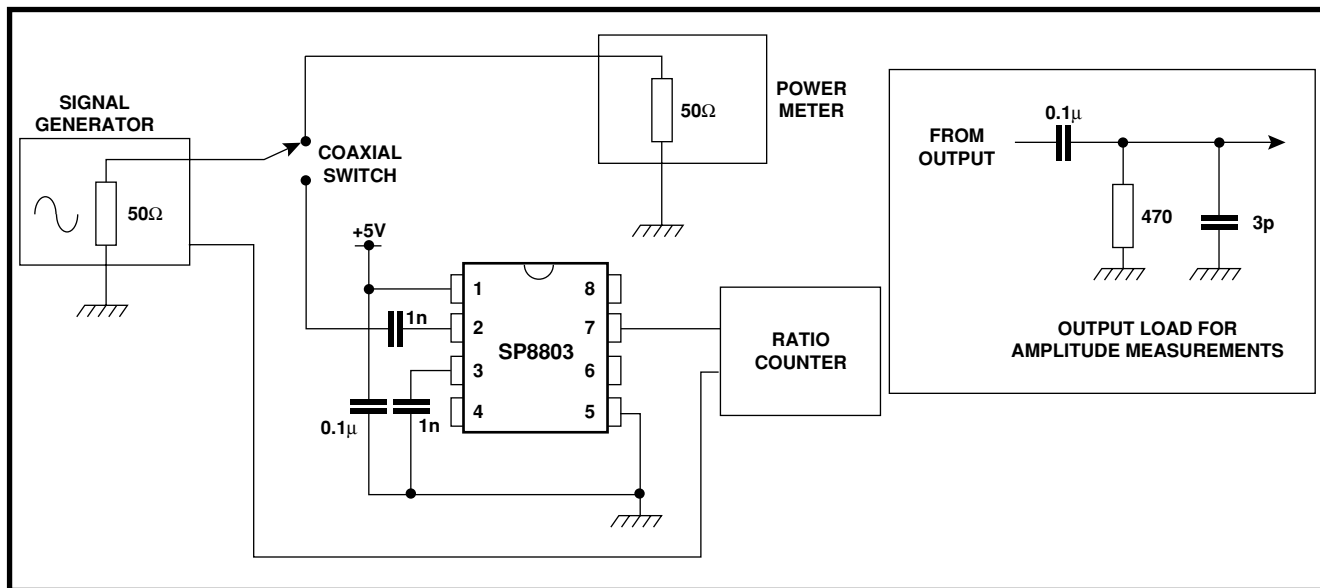 SIGNAL
GENERATOR
50Ω
COAXIAL
SWITCH
50Ω
POWER
METER
+5V
1n
0.1μ
1n
1
2
3
4
SP8803
8
7
6
5
RATIO
COUNTER
FROM
OUTPUT
0.1μ
470
3p
OUTPUT LOAD FOR
AMPLITUDE MEASUREMENTS